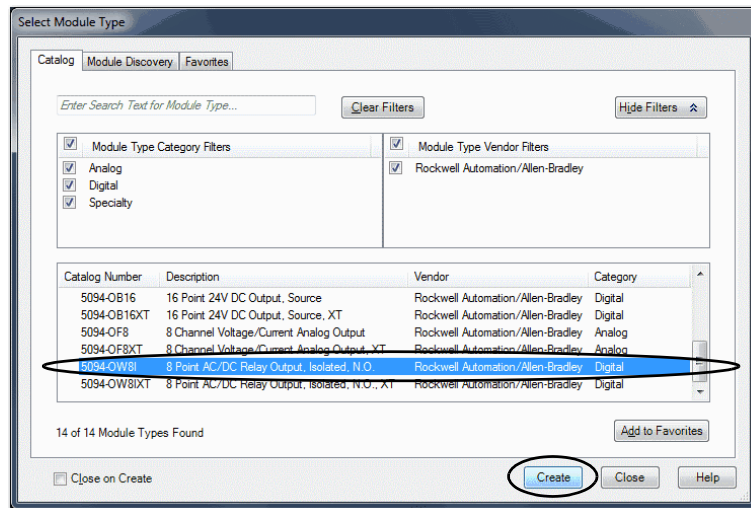 Select Module Type
Catalog Module Discovery Favorites
Enter Search Text for Module Type... Clear Filters Hide Filters
Module Type Category Filters Module Type Vendor Filters
Analog Rockwell Automation/Allen-Bradley
Digital
Specialty
Catalog Number Description Vendor Category
5094-OB16 16 Point 24V DC Output, Source Rockwell Automation/Allen-Bradley Digital
5094-OB16XT 16 Point 24V DC Output, Source, XT Rockwell Automation/Allen-Bradley Digital
5094-OF8 8 Channel Voltage/Current Analog Output Rockwell Automation/Allen-Bradley Analog
5094-OF8XT 8 Channel Voltage/Current Analog Output, XT Rockwell Automation/Allen-Bradley Analog
5094-OW8I 8 Point AC/DC Relay Output, Isolated, N.O. Rockwell Automation/Allen-Bradley Digital
5094-OW8IXT 8 Point AC/DC Relay Output, Isolated, N.O., XT Rockwell Automation/Allen-Bradley Digital
14 of 14 Module Types Found Add to Favorites
Close on Create Create Close Help